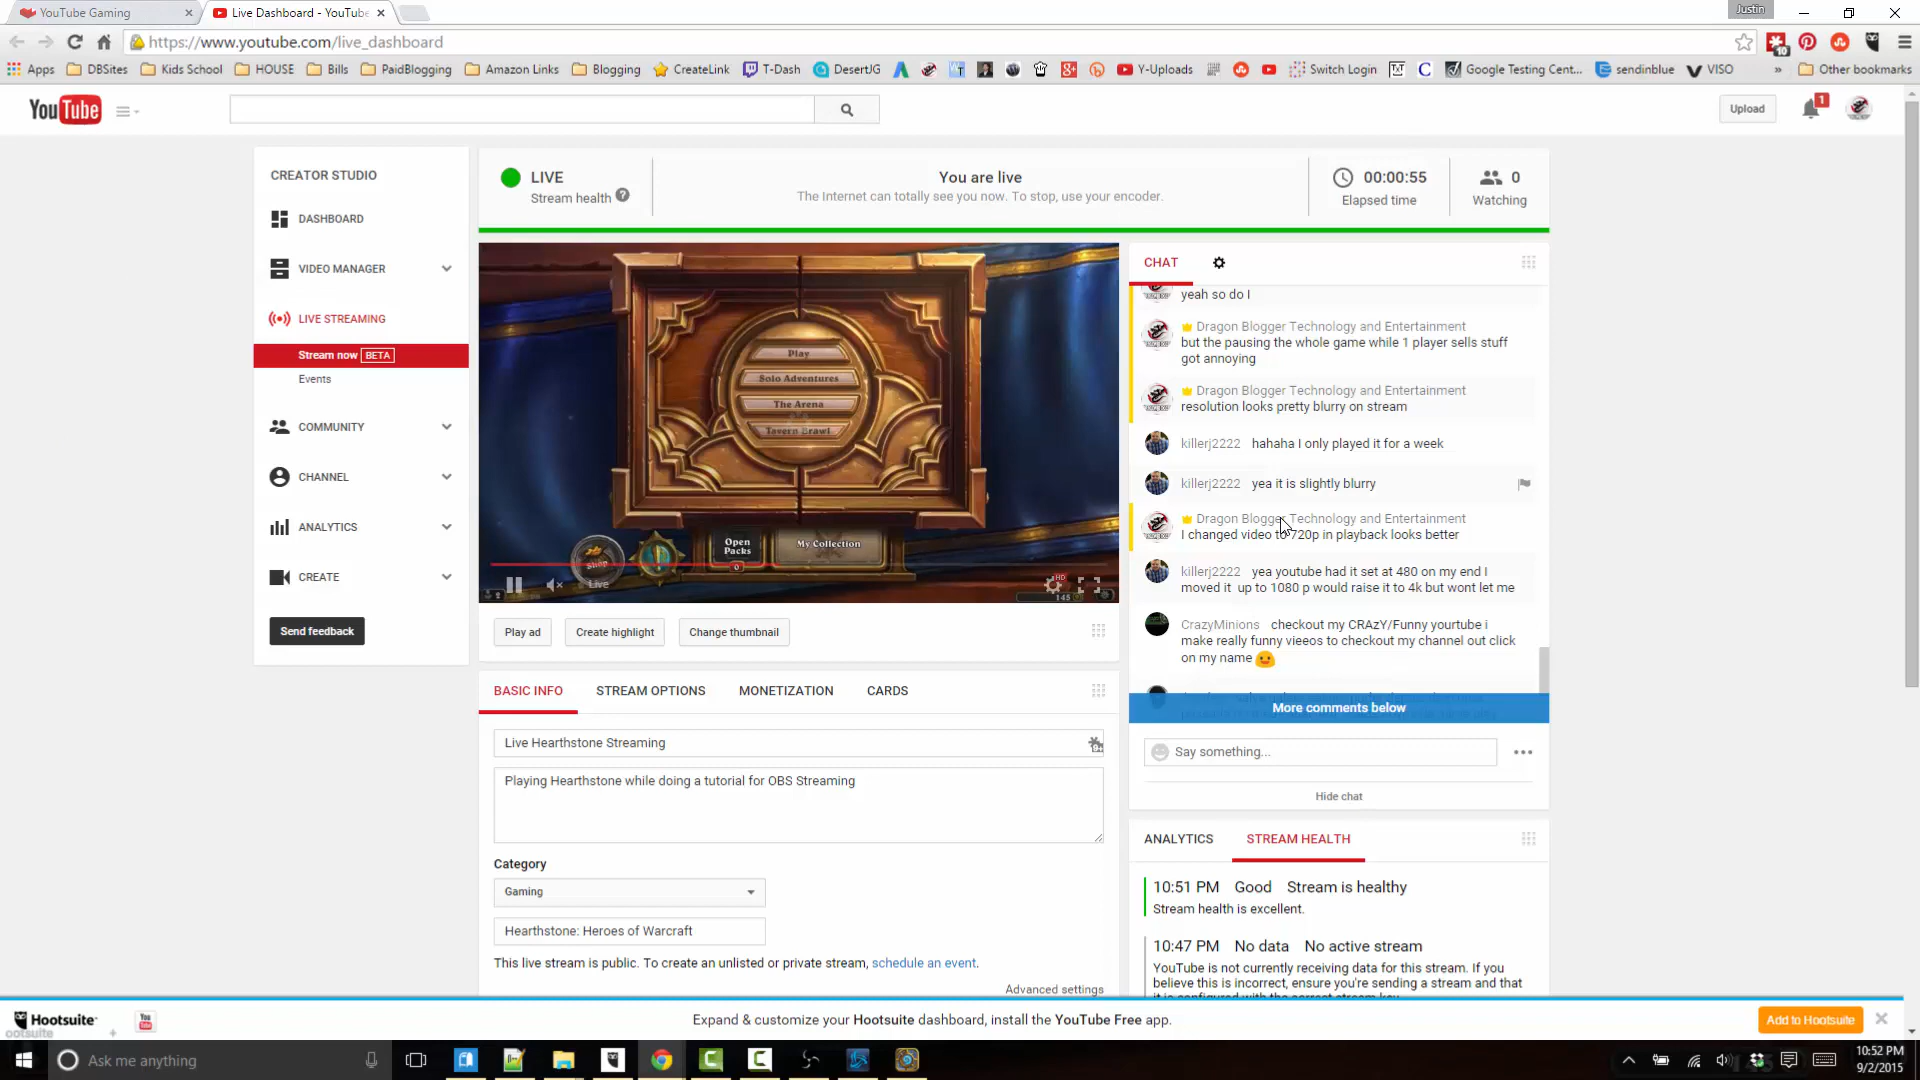 YouTube Gaming
Live Dashboard - YouTube
Justin
https://www.youtube.com/live_dashboard
10
Apps DBSites Kids School HOUSE Bills PaidBlogging Amazon Links Blogging CreateLink T-Dash DesertJG Y-Uploads Switch Login Google Testing Cent... sendinblue VISO » Other bookmarks
YouTube
Upload
1
CREATOR STUDIO
DASHBOARD
VIDEO MANAGER
LIVE STREAMING
Stream now BETA
Events
COMMUNITY
CHANNEL
ANALYTICS
CREATE
Send feedback
LIVE
Stream health ?
You are live
The Internet can totally see you now. To stop, use your encoder.
00:00:55
Elapsed time
0
Watching
Play
Solo Adventures
The Arena
Tavern Brawl
Open
Packs
0
My Collection
Shop
Live
HD
145
Play ad
Create highlight
Change thumbnail
BASIC INFO
STREAM OPTIONS
MONETIZATION
CARDS
Live Hearthstone Streaming
Playing Hearthstone while doing a tutorial for OBS Streaming
Category
Gaming
Hearthstone: Heroes of Warcraft
This live stream is public. To create an unlisted or private stream, schedule an event.
Advanced settings
CHAT
yeah so do I
Dragon Blogger Technology and Entertainment
but the pausing the whole game while 1 player sells stuff
got annoying
Dragon Blogger Technology and Entertainment
resolution looks pretty blurry on stream
killerj2222 hahaha I only played it for a week
killerj2222 yea it is slightly blurry
Dragon Blogger Technology and Entertainment
I changed video to 720p in playback looks better
killerj2222 yea youtube had it set at 480 on my end I
moved it up to 1080 p would raise it to 4k but wont let me
CrazyMinions checkout my CRAzY/Funny yourtube i
make really funny vieeos to checkout my channel out click
on my name
More comments below
Say something...
Hide chat
ANALYTICS
STREAM HEALTH
10:51 PM Good Stream is healthy
Stream health is excellent.
10:47 PM No data No active stream
YouTube is not currently receiving data for this stream. If you
believe this is incorrect, ensure you're sending a stream and that
Hootsuite
Expand & customize your Hootsuite dashboard, install the YouTube Free app.
Add to Hootsuite
Ask me anything
10:52 PM
9/2/2015